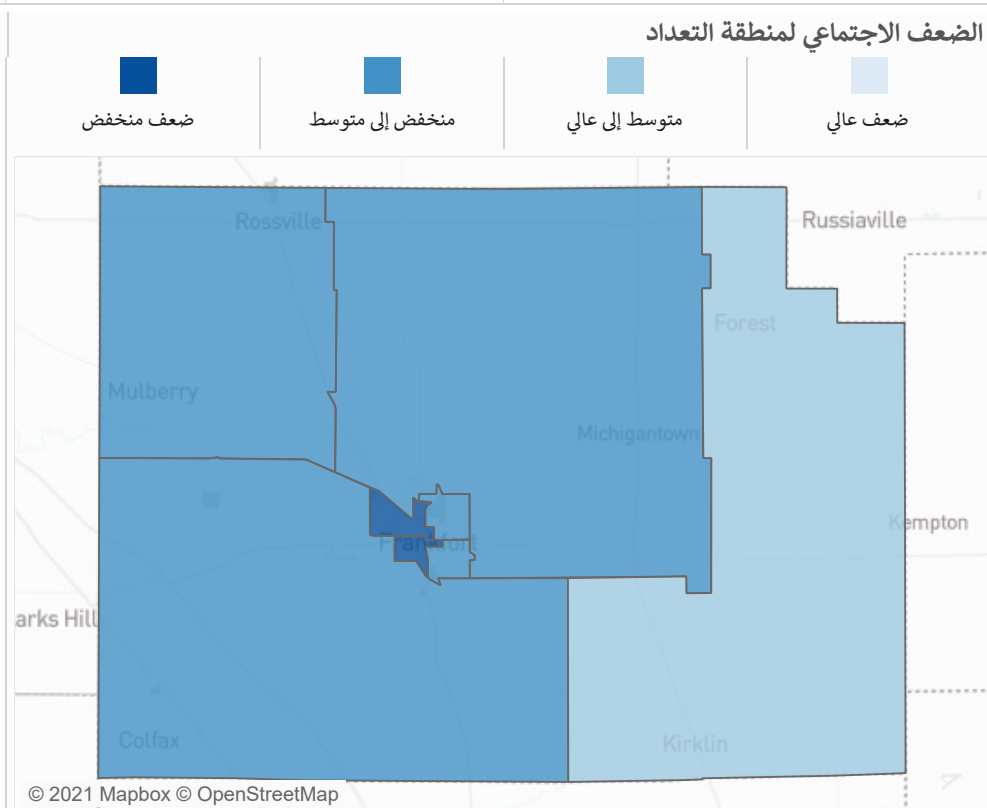 الضعف الاجتماعي لمنطقة التعداد
ضعف عالي
متوسط إلى عالي
منخفض إلى متوسط
ضعف منخفض
Rossville
Russiaville
Forest
Mulberry
Michigantown
Kempton
Frankfort
arks Hill
Colfax
Kirklin
© 2021 Mapbox © OpenStreetMap